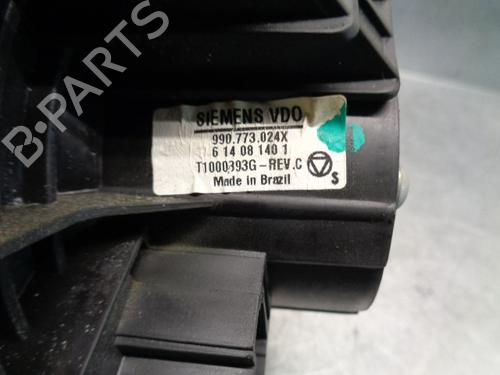 SIEMENS VDO
990.773.024X
6 14 08 140 1
T1000393G-REV.C
Made in Brazil
S
B-PARTS